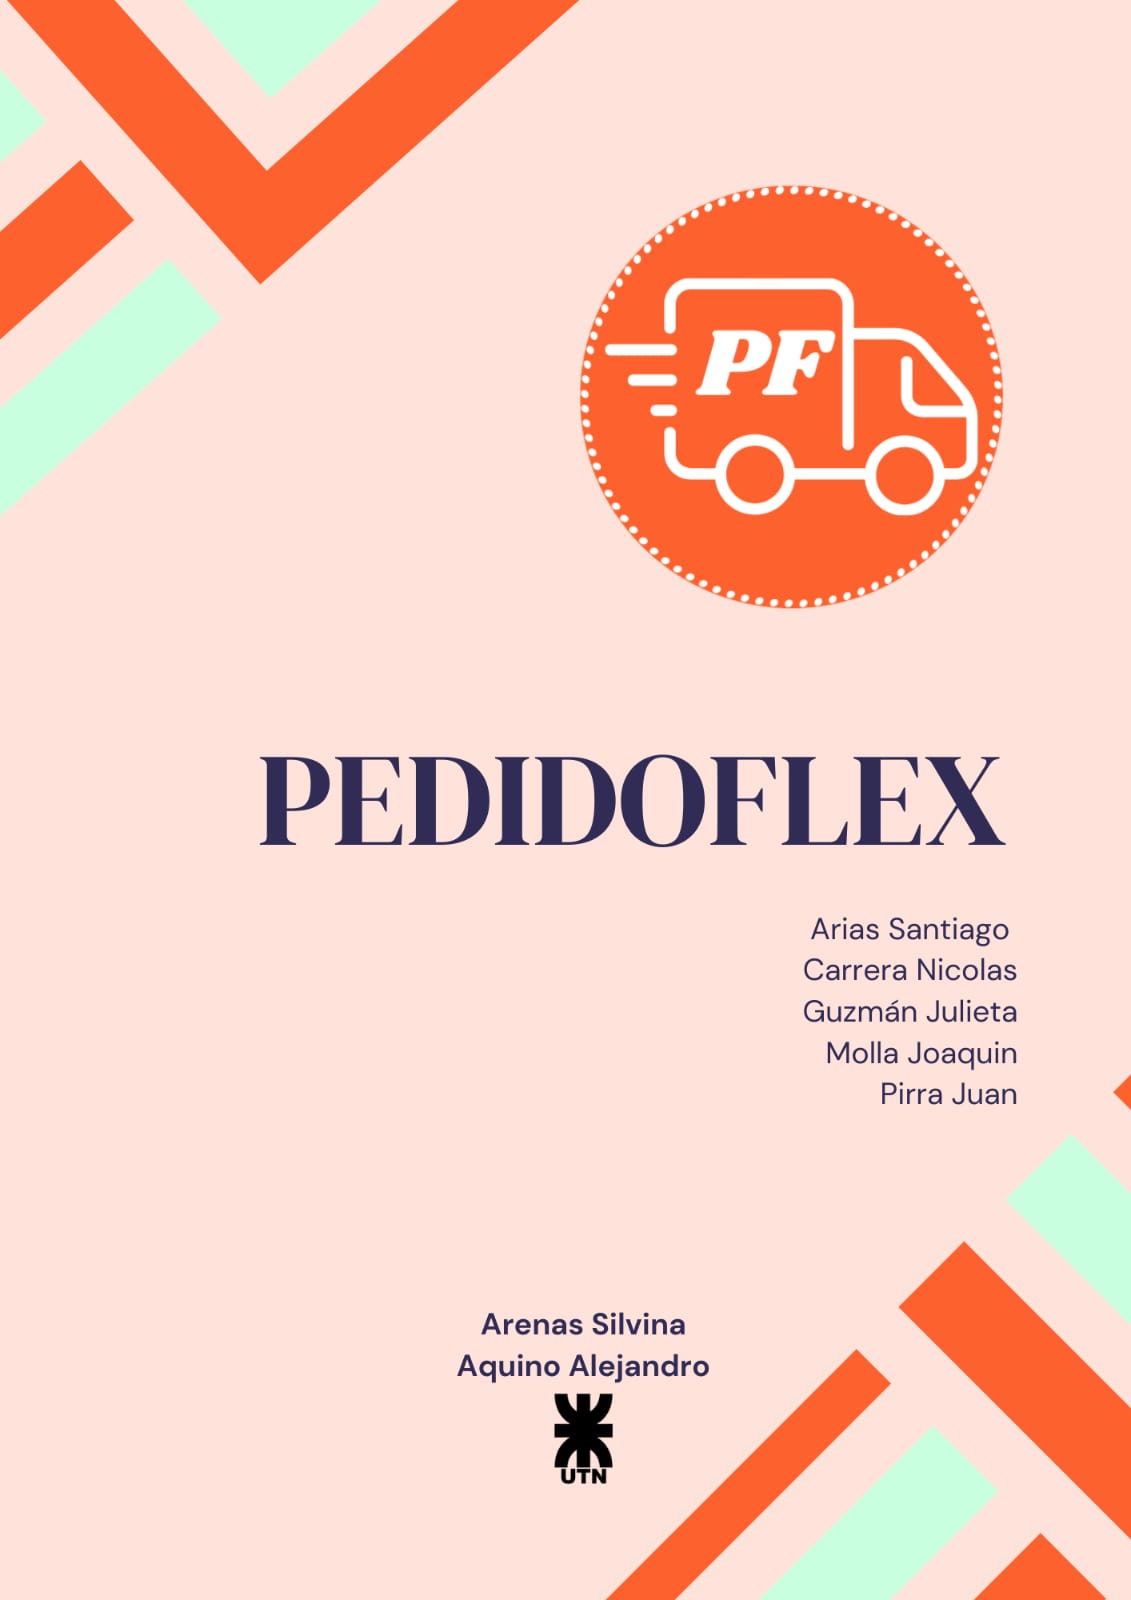 PF
PEDIDOFLEX
Arias Santiago
Carrera Nicolas
Guzmán Julieta
Molla Joaquin
Pirra Juan
Arenas Silvina
Aquino Alejandro
UTN